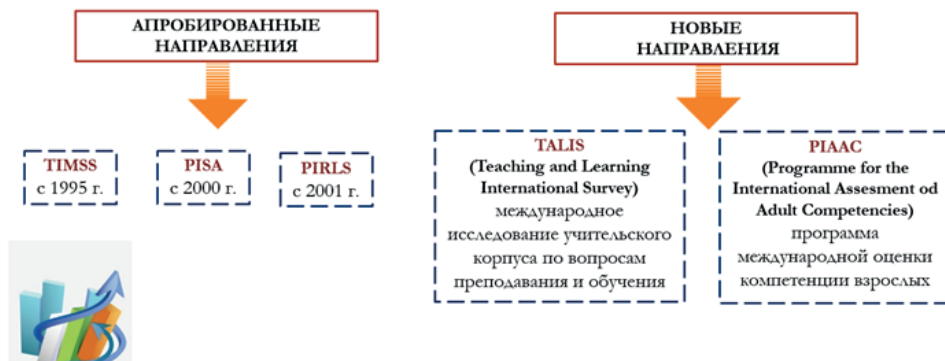 АПРОБИРОВАННЫЕ
НАПРАВЛЕНИЯ
TIMSS
с 1995 г.
PISA
с 2000 г.
PIRLS
с 2001 г.
НОВЫЕ
НАПРАВЛЕНИЯ
TALIS
(Teaching and Learning
International Survey)
международное
исследование учительского
корпуса по вопросам
преподавания и обучения
PIAAC
(Programme for the
International Assesment od
Adult Competencies)
программа
международной оценки
компетенции взрослых